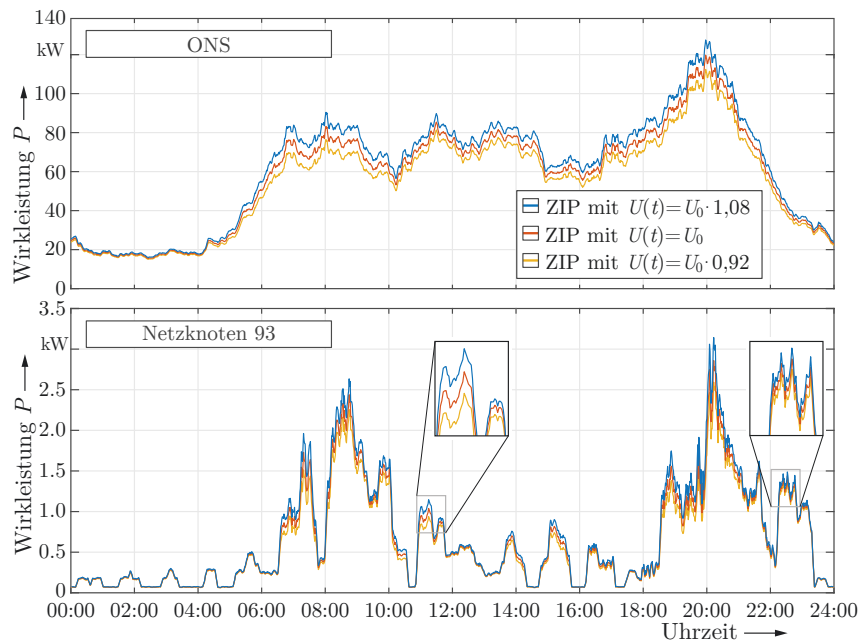 140
kW
100
80
60
40
20
0
Wirkleistung P
ONS
ZIP mit U(t)=U₀·1,08
ZIP mit U(t)=U₀
ZIP mit U(t)=U₀·0,92
3.5
kW
2.5
2.0
1.5
1.0
0.5
0
Wirkleistung P
Netzknoten 93
00:00 02:00 04:00 06:00 08:00 10:00 12:00 14:00 16:00 18:00 20:00 22:00 24:00
Uhrzeit